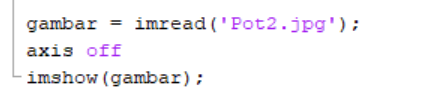 gambar = imread('Pot2.jpg');
axis off
imshow(gambar);